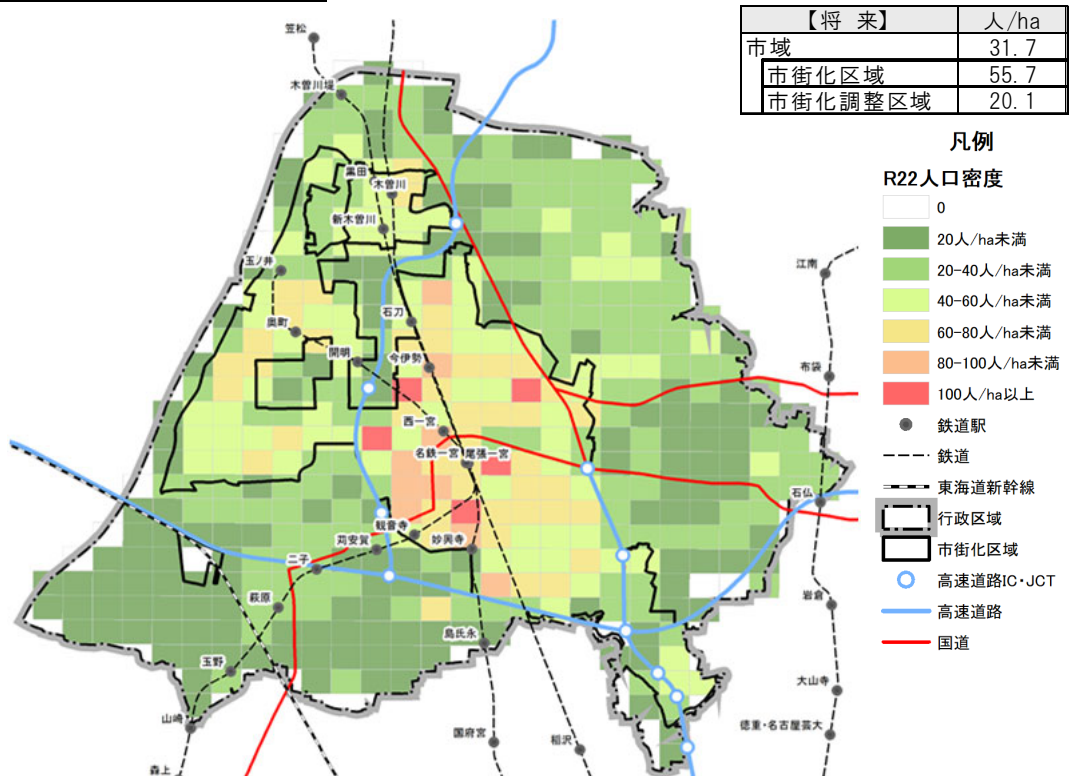 【将 来】 人/ha
市域 31.7
市街化区域 55.7
市街化調整区域 20.1
凡例
R22人口密度
0
20人/ha未満
20-40人/ha未満
40-60人/ha未満
60-80人/ha未満
80-100人/ha未満
100人/ha以上
鉄道駅
鉄道
東海道新幹線
行政区域
市街化区域
高速道路IC・JCT
高速道路
国道
笠松
木曽川堤
黒田
木曽川
新木曽川
玉ノ井
江南
石刀
奥町
開明
今伊勢
布袋
西一宮
名鉄一宮
尾張一宮
石仏
観音寺
苅安賀
妙興寺
二子
萩原
岩倉
島氏永
玉野
大山寺
山崎
国府宮
稲沢
徳重・名古屋芸大
森上